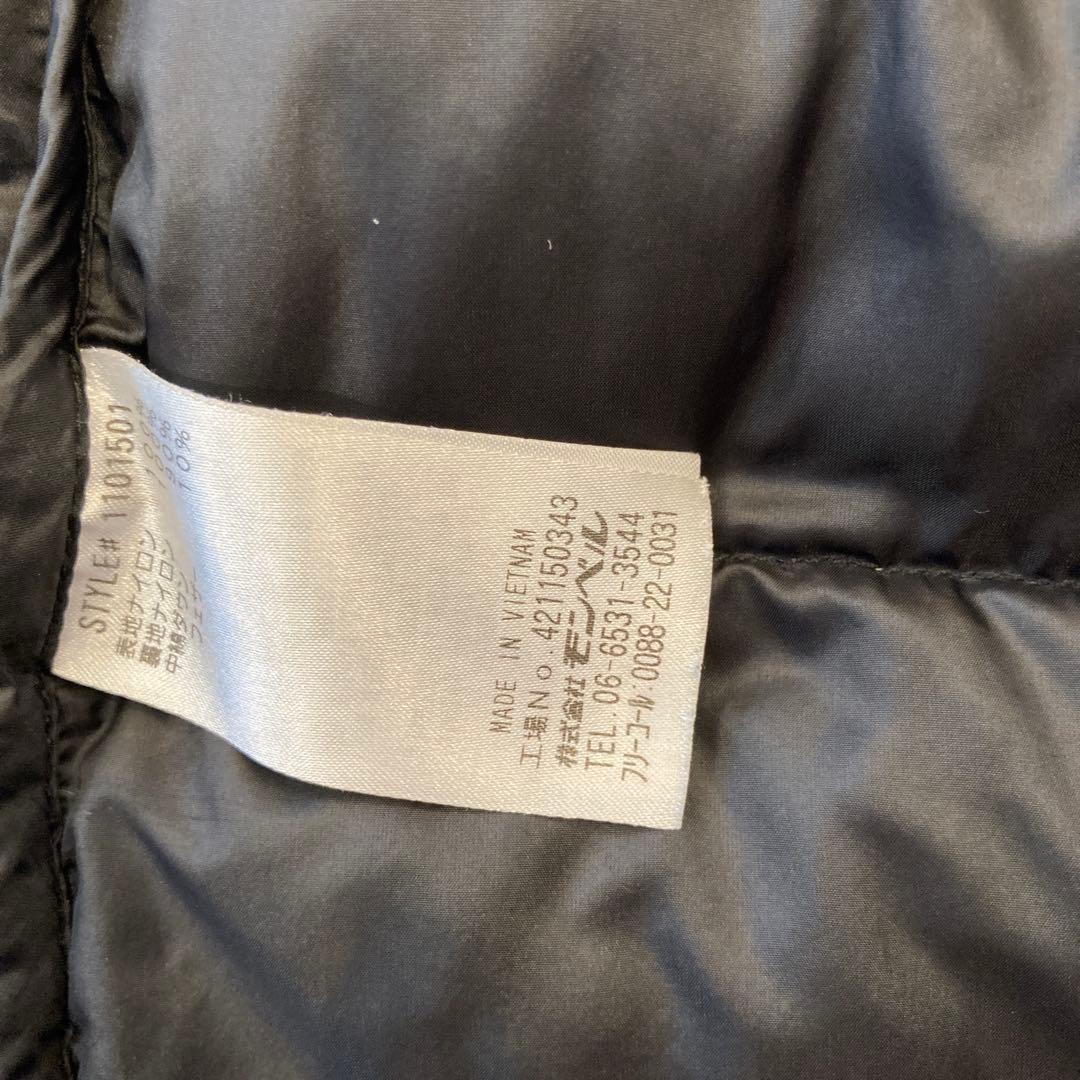 STYLE# 1101501
表地ナイロン 100%
裏地ナイロン 100%
中綿ダウン 90%
フェザー 10%
MADE IN VIETNAM
工場No.421150343
株式会社モンベル
TEL.06-6531-3544
フリーコール:0088-22-0031